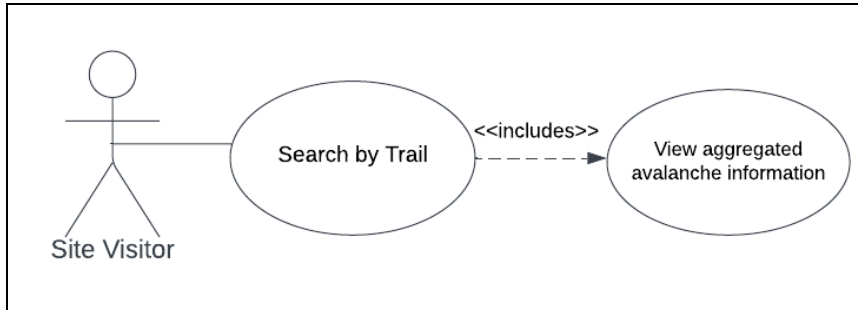 <<includes>>
Search by Trail
View aggregated
avalanche information
Site Visitor